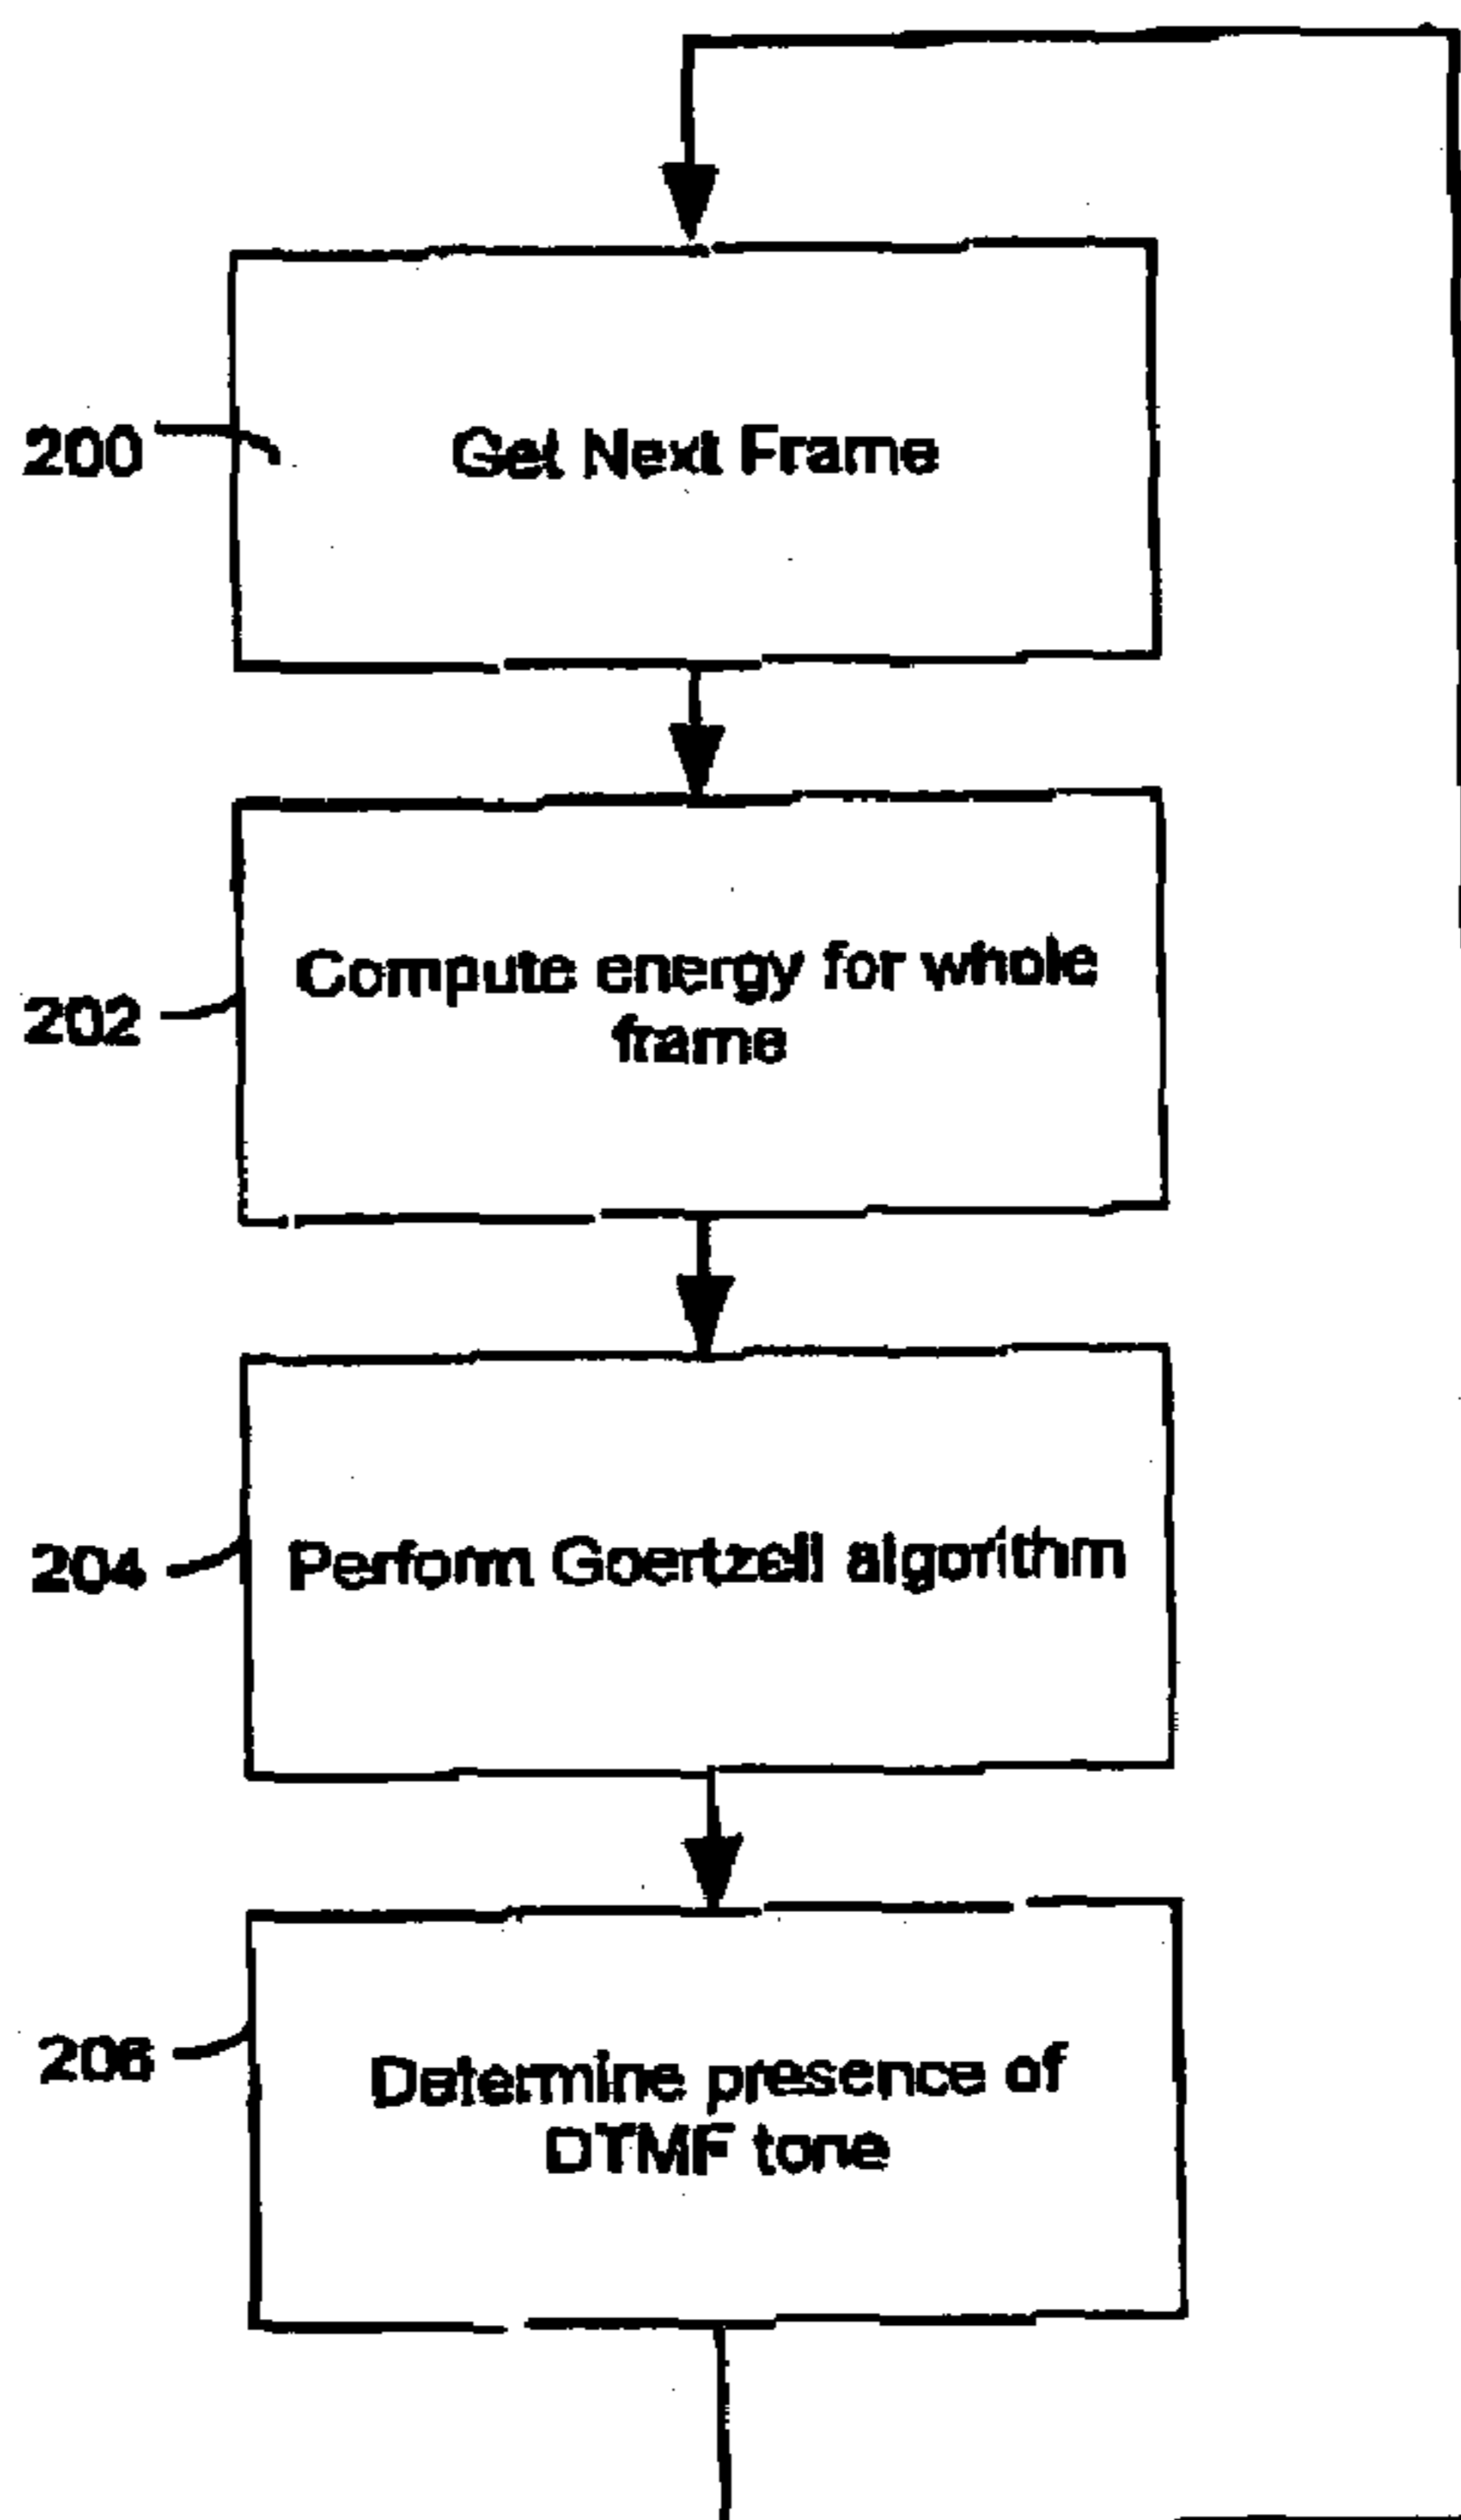 200
Get Next Frame
202
Compute energy for whole
frame
204
Perform Goertzell algorithm
206
Determine presence of
DTMF tone